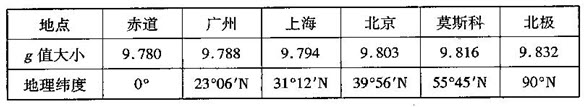 地点 赤道 广州 上海 北京 莫斯科 北极
g 值大小 9.780 9.788 9.794 9.803 9.816 9.832
地理纬度 0° 23°06′N 31°12′N 39°56′N 55°45′N 90°N